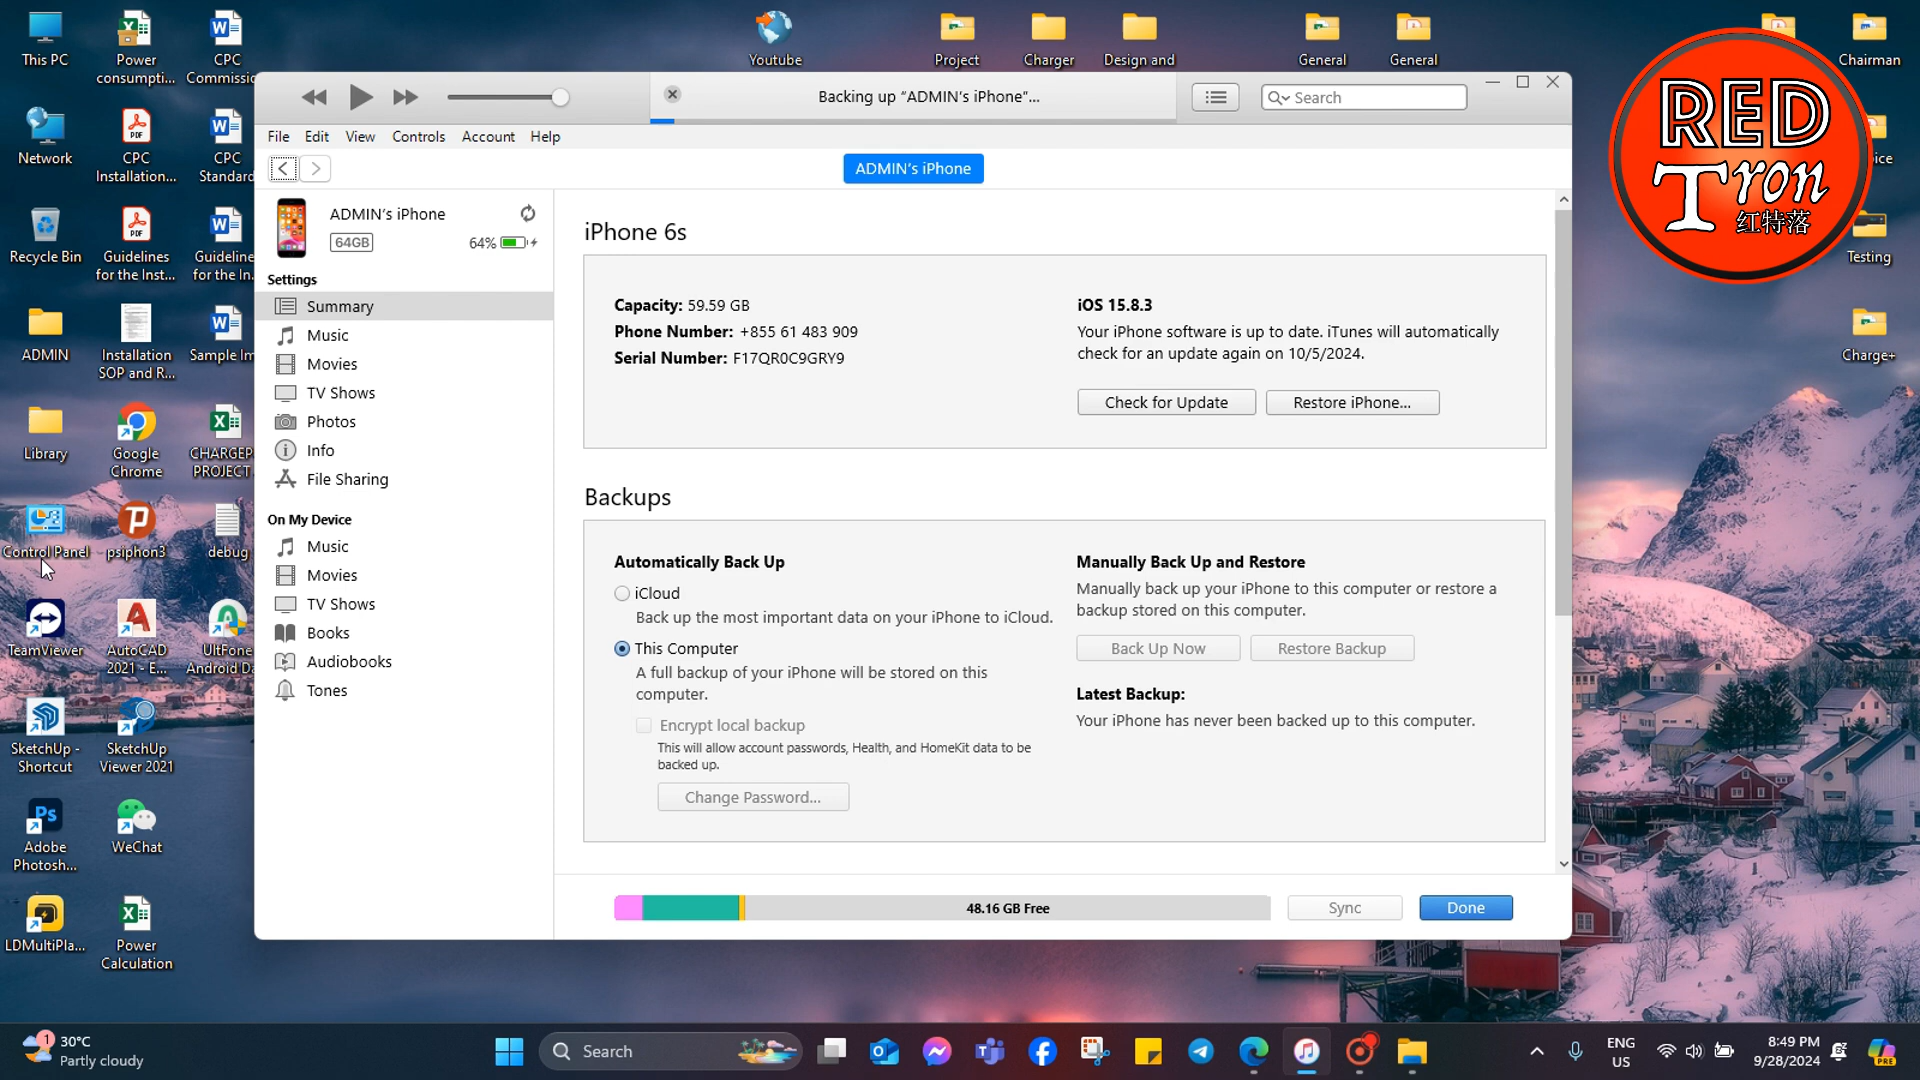 This PC
Power
consumpti...
CPC
Commissio
Youtube
Project
Charger
Design and
General
General
Chairman
Network
CPC
Installation...
CPC
Standard
Recycle Bin
Guidelines
for the Inst...
Guideline
for the In.
ADMIN
Installation
SOP and R...
Sample Im
Library
Google
Chrome
CHARGEP
PROJECT
Control Panel
psiphon3
debug
TeamViewer
AutoCAD
2021 - E...
UltFone
Android Da
SketchUp -
Shortcut
SketchUp
Viewer 2021
Adobe
Photosh...
WeChat
LDMultiPla...
Power
Calculation
Backing up “ADMIN’s iPhone”...
Search
File Edit View Controls Account Help
ADMIN’s iPhone
ADMIN’s iPhone
64GB
64%
Settings
Summary
Music
Movies
TV Shows
Photos
Info
File Sharing
On My Device
Music
Movies
TV Shows
Books
Audiobooks
Tones
iPhone 6s
Capacity: 59.59 GB
Phone Number: +855 61 483 909
Serial Number: F17QR0C9GRY9
iOS 15.8.3
Your iPhone software is up to date. iTunes will automatically
check for an update again on 10/5/2024.
Check for Update
Restore iPhone...
Backups
Automatically Back Up
iCloud
Back up the most important data on your iPhone to iCloud.
This Computer
A full backup of your iPhone will be stored on this
computer.
Encrypt local backup
This will allow account passwords, Health, and HomeKit data to be
backed up.
Change Password...
Manually Back Up and Restore
Manually back up your iPhone to this computer or restore a
backup stored on this computer.
Back Up Now
Restore Backup
Latest Backup:
Your iPhone has never been backed up to this computer.
48.16 GB Free
Sync
Done
RED
Tron
红特落
ice
Testing
Charge+
1
30°C
Partly cloudy
Search
ENG
US
8:49 PM
9/28/2024
PRE